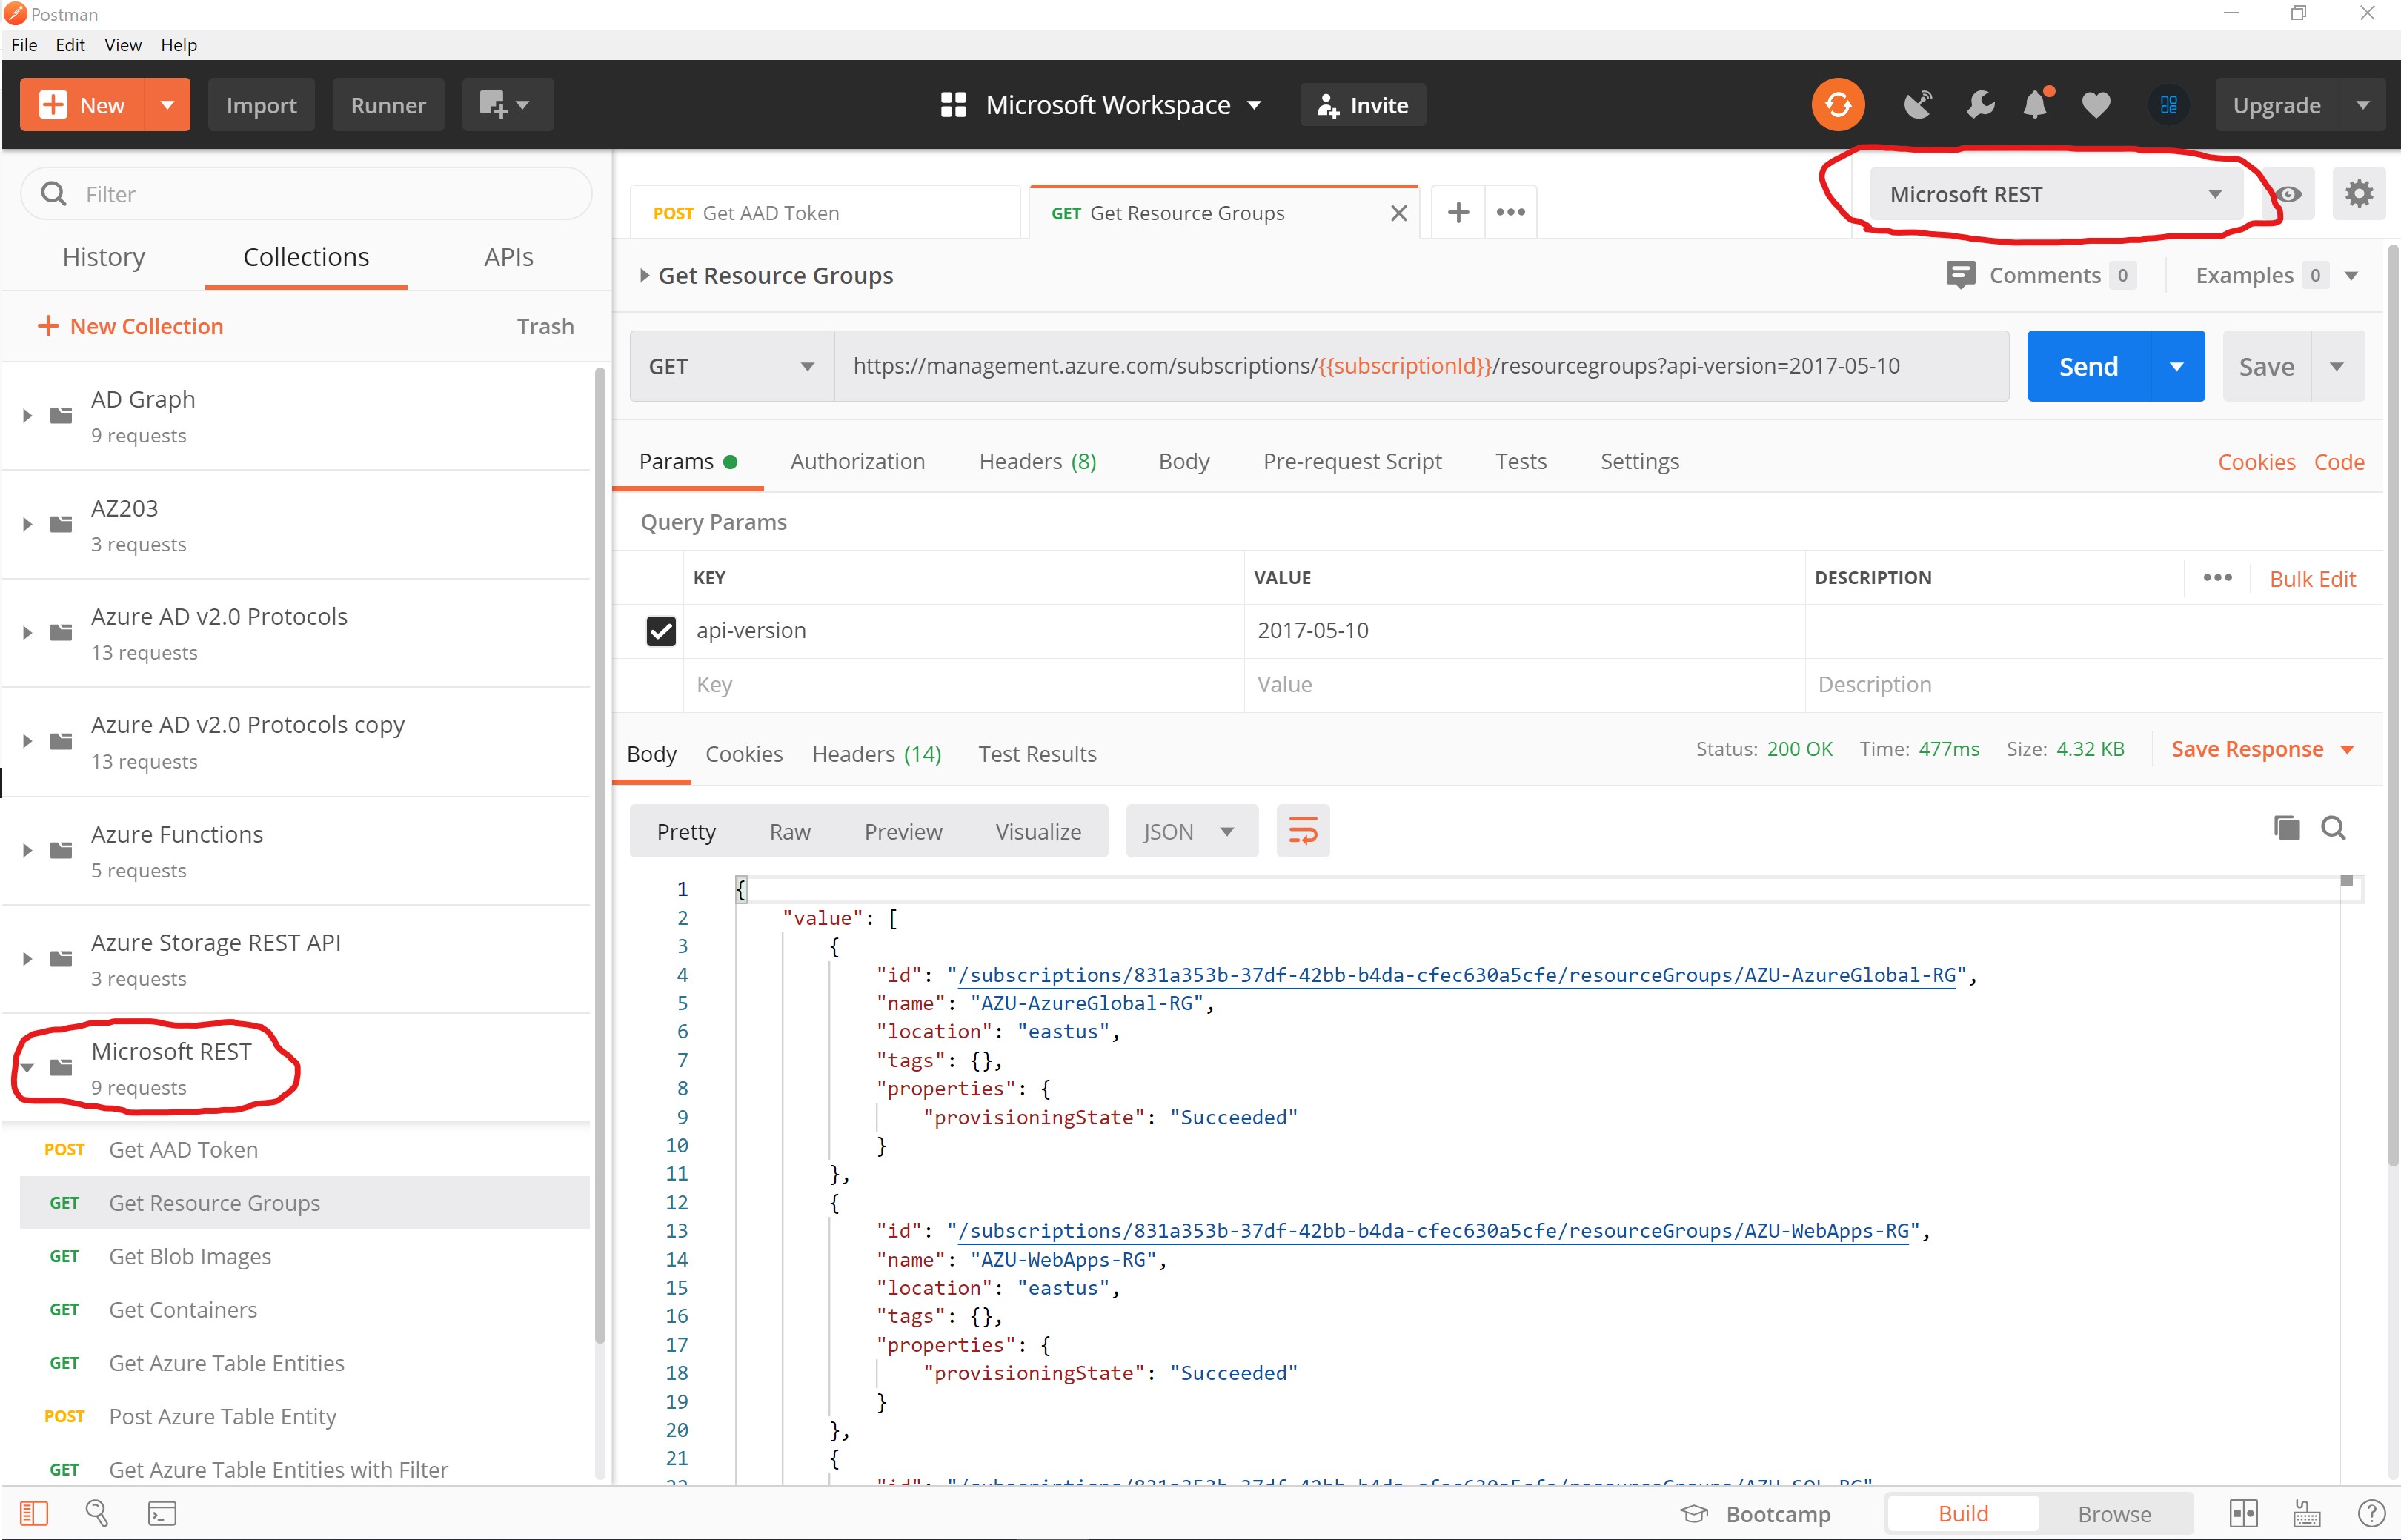 Postman
File Edit View Help
New Import Runner Microsoft Workspace Invite Upgrade
Filter
History Collections APIs
New Collection Trash
AD Graph
9 requests
AZ203
3 requests
Azure AD v2.0 Protocols
13 requests
Azure AD v2.0 Protocols copy
13 requests
Azure Functions
5 requests
Azure Storage REST API
3 requests
Microsoft REST
9 requests
POST Get AAD Token
GET Get Resource Groups
GET Get Blob Images
GET Get Containers
GET Get Azure Table Entities
POST Post Azure Table Entity
GET Get Azure Table Entities with Filter
POST Get AAD Token GET Get Resource Groups Microsoft REST
Get Resource Groups Comments 0 Examples 0
GET https://management.azure.com/subscriptions/{{subscriptionId}}/resourcegroups?api-version=2017-05-10 Send Save
Params Authorization Headers (8) Body Pre-request Script Tests Settings Cookies Code
Query Params
KEY VALUE DESCRIPTION Bulk Edit
api-version 2017-05-10
Key Value Description
Body Cookies Headers (14) Test Results Status: 200 OK Time: 477ms Size: 4.32 KB Save Response
Pretty Raw Preview Visualize JSON
1 {
2 "value": [
3 {
4 "id": "/subscriptions/831a353b-37df-42bb-b4da-cfec630a5cfe/resourceGroups/AZU-AzureGlobal-RG",
5 "name": "AZU-AzureGlobal-RG",
6 "location": "eastus",
7 "tags": {},
8 "properties": {
9 "provisioningState": "Succeeded"
10 }
11 },
12 {
13 "id": "/subscriptions/831a353b-37df-42bb-b4da-cfec630a5cfe/resourceGroups/AZU-WebApps-RG",
14 "name": "AZU-WebApps-RG",
15 "location": "eastus",
16 "tags": {},
17 "properties": {
18 "provisioningState": "Succeeded"
19 }
20 },
21 {
22 "id": "/subscriptions/831a353b-37df-42bb-b4da-cfec630a5cfe/resourceGroups/AZU-SQL-RG"
Bootcamp Build Browse